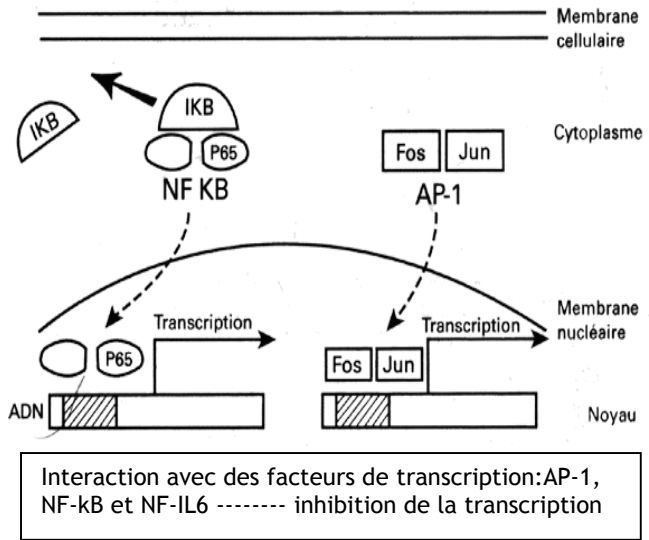 Membrane
cellulaire
IKB
IKB
P65
NF KB
Fos
Jun
AP-1
Cytoplasme
Transcription
Transcription
Membrane
nucléaire
P65
Fos
Jun
ADN
Noyau
Interaction avec des facteurs de transcription:AP-1,
NF-kB et NF-IL6 -------- inhibition de la transcription